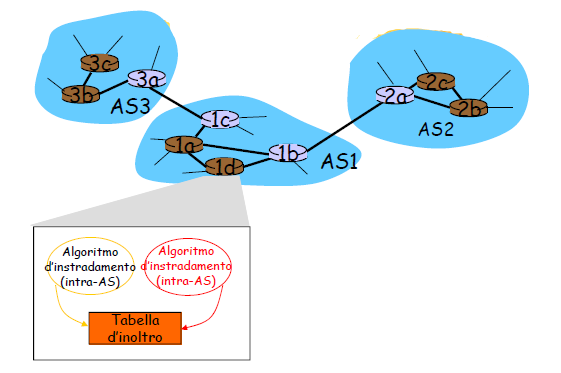 3c
3a
3b
AS3
1c
1a
1b
1d
AS1
2c
2a
2b
AS2
Algoritmo
d'instradamento
(intra-AS)
Algoritmo
d'instradamento
(intra-AS)
Tabella
d'inoltro